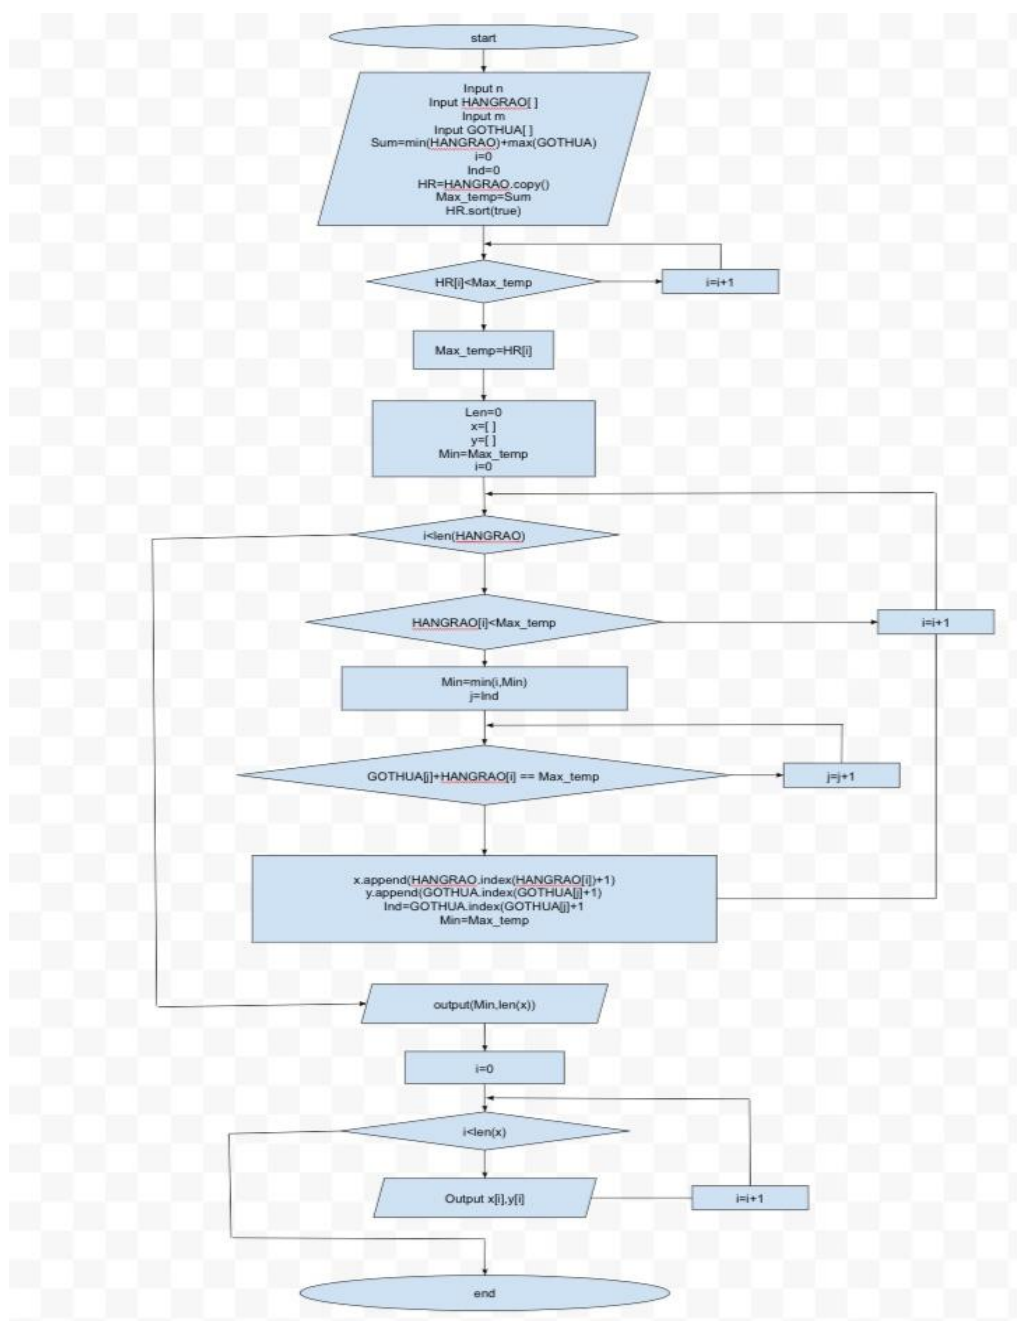 start
Input n
Input HANGRAO[ ]
Input m
Input GOTHUA[ ]
Sum=min(HANGRAO)+max(GOTHUA)
i=0
Ind=0
HR=HANGRAO.copy()
Max_temp=Sum
HR.sort(true)
HR[i]<Max_temp
i=i+1
Max_temp=HR[i]
Len=0
x=[ ]
y=[ ]
Min=Max_temp
i=0
i<len(HANGRAO)
HANGRAO[i]<Max_temp
i=i+1
Min=min(i,Min)
j=Ind
GOTHUA[j]+HANGRAO[i] == Max_temp
j=j+1
x.append(HANGRAO.index(HANGRAO[i])+1)
y.append(GOTHUA.index(GOTHUA[j]+1)
Ind=GOTHUA.index(GOTHUA[j]+1
Min=Max_temp
output(Min,len(x))
i=0
i<len(x)
Output x[i],y[i]
i=i+1
end